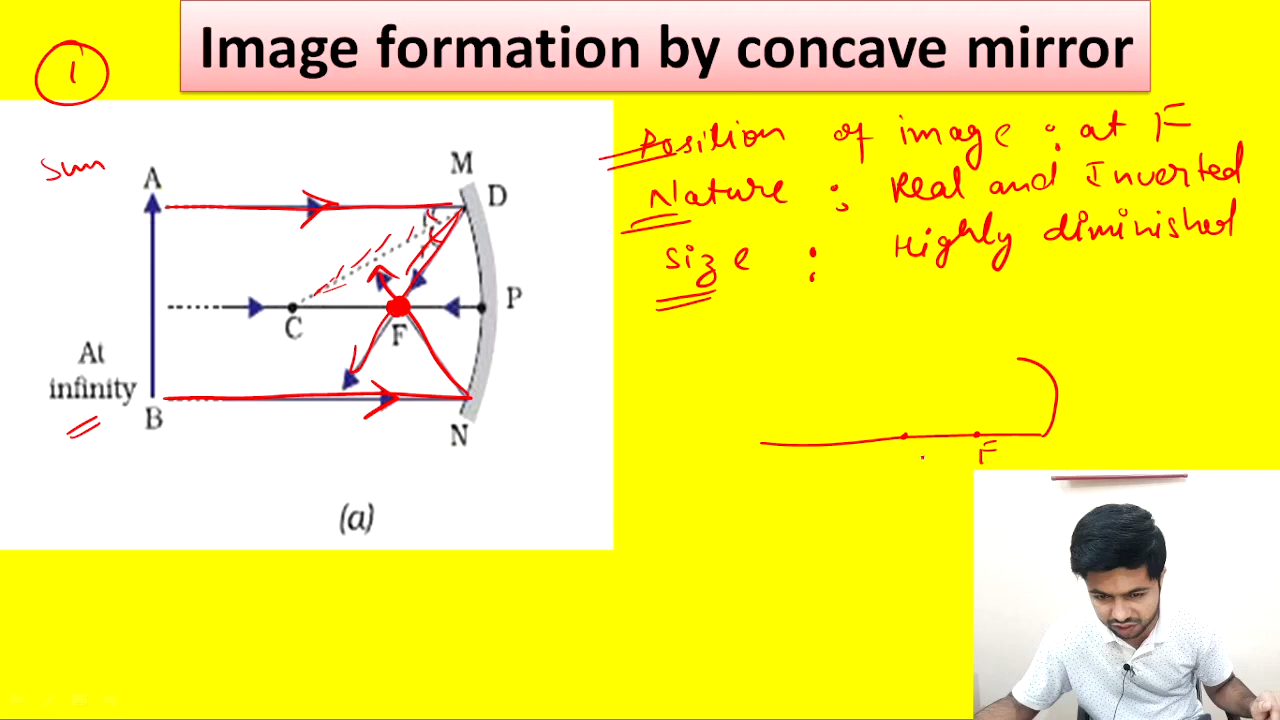 Image formation by concave mirror
1
Sun
A
M
D
C
F
P
At
infinity
B
N
(a)
Position of image : at F
Nature : Real and Inverted
Size : Highly diminished
F